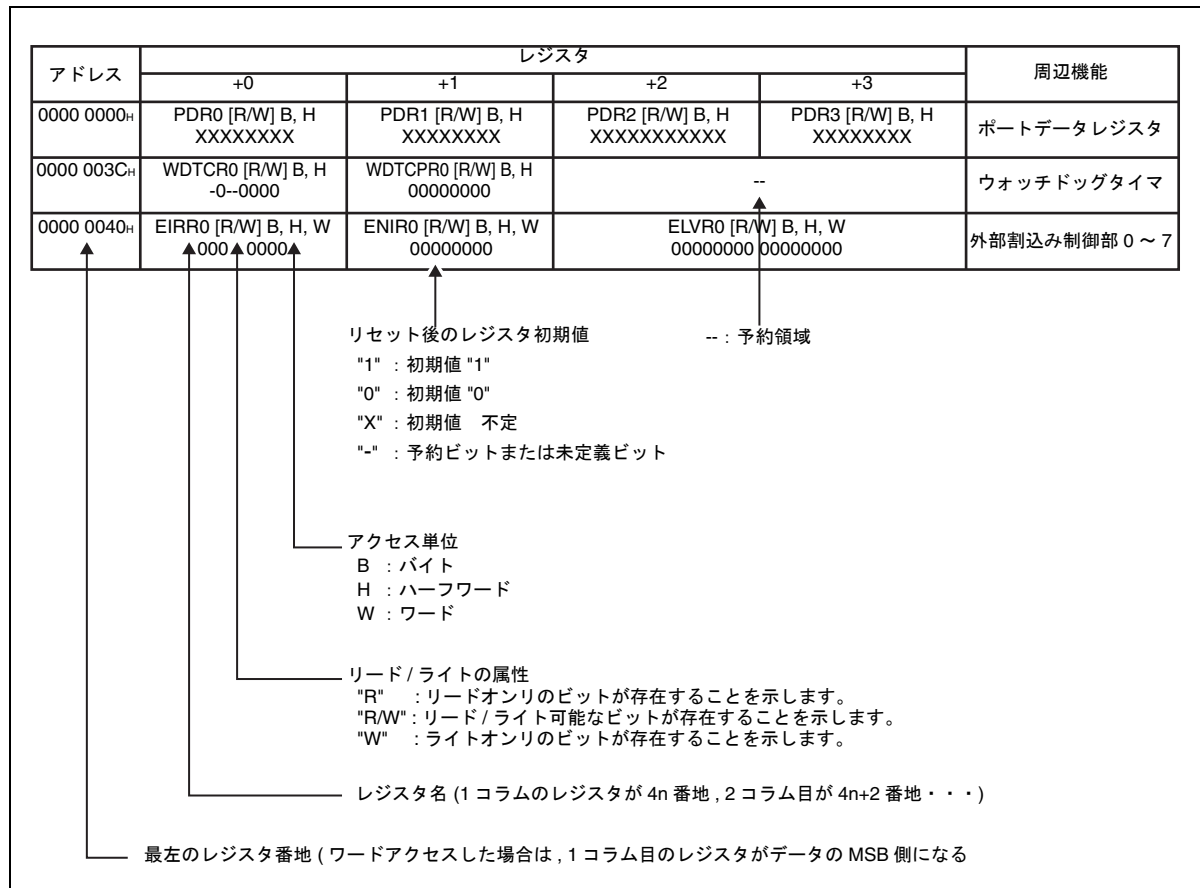 アドレス レジスタ 周辺機能
+0 +1 +2 +3
0000 0000H PDR0 [R/W] B, H PDR1 [R/W] B, H PDR2 [R/W] B, H PDR3 [R/W] B, H ポートデータレジスタ
XXXXXXXX XXXXXXXX XXXXXXXXXXX XXXXXXXX
0000 003CH WDTCR0 [R/W] B, H WDTCPR0 [R/W] B, H -- ウォッチドッグタイマ
-0--0000 00000000
0000 0040H EIRR0 [R/W] B, H, W ENIR0 [R/W] B, H, W ELVR0 [R/W] B, H, W 外部割込み制御部 0 ~ 7
000 0000 00000000 00000000 00000000
リセット後のレジスタ初期値 -- : 予約領域
"1" : 初期値 "1"
"0" : 初期値 "0"
"X" : 初期値 不定
"-" : 予約ビットまたは未定義ビット
アクセス単位
B : バイト
H : ハーフワード
W : ワード
リード / ライトの属性
"R" : リードオンリのビットが存在することを示します。
"R/W" : リード / ライト可能なビットが存在することを示します。
"W" : ライトオンリのビットが存在することを示します。
レジスタ名 (1 コラムのレジスタが 4n 番地 , 2 コラム目が 4n+2 番地・・・)
最左のレジスタ番地 ( ワードアクセスした場合は , 1 コラム目のレジスタがデータの MSB 側になる